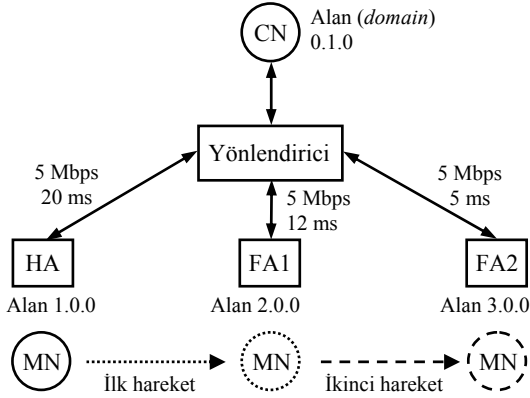 CN
Alan (domain)
0.1.0
Yönlendirici
5 Mbps
20 ms
5 Mbps
12 ms
5 Mbps
5 ms
HA
FA1
FA2
Alan 1.0.0
Alan 2.0.0
Alan 3.0.0
MN
MN
MN
İlk hareket
İkinci hareket